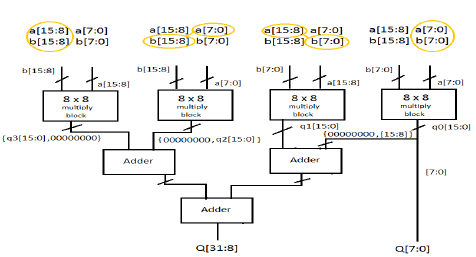 a[15:8] a[7:0] a[15:8] a[7:0] a[15:8] a[7:0] a[15:8] a[7:0]
b[15:8] b[7:0] b[15:8] b[7:0] b[15:8] b[7:0] b[15:8] b[7:0]
b[15:8] b[15:8] b[7:0] b[7:0]
a[15:8] a[7:0] a[15:8] a[7:0]
8 x 8 8 x 8 8 x 8 8 x 8
multiply multiply multiply multiply
block block block block
q1[15:0] q0[15:0]
{q3[15:0],00000000} {00000000,q2[15:0]} {00000000,[15:8]}
Adder Adder
[7:0]
Adder
Q[31:8] Q[7:0]